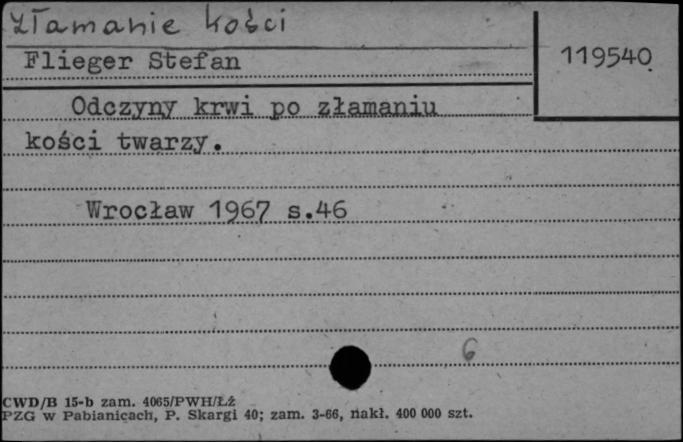 złamanie kości
Flieger Stefan
119540
Odczyny krwi po złamaniu
kości twarzy.
Wrocław 1967 s.46
6
CWD/B 15-b zam. 4065/PWH/Łż
PZG w Pabianicach, P. Skargi 40; zam. 3-66, nakł. 400 000 szt.